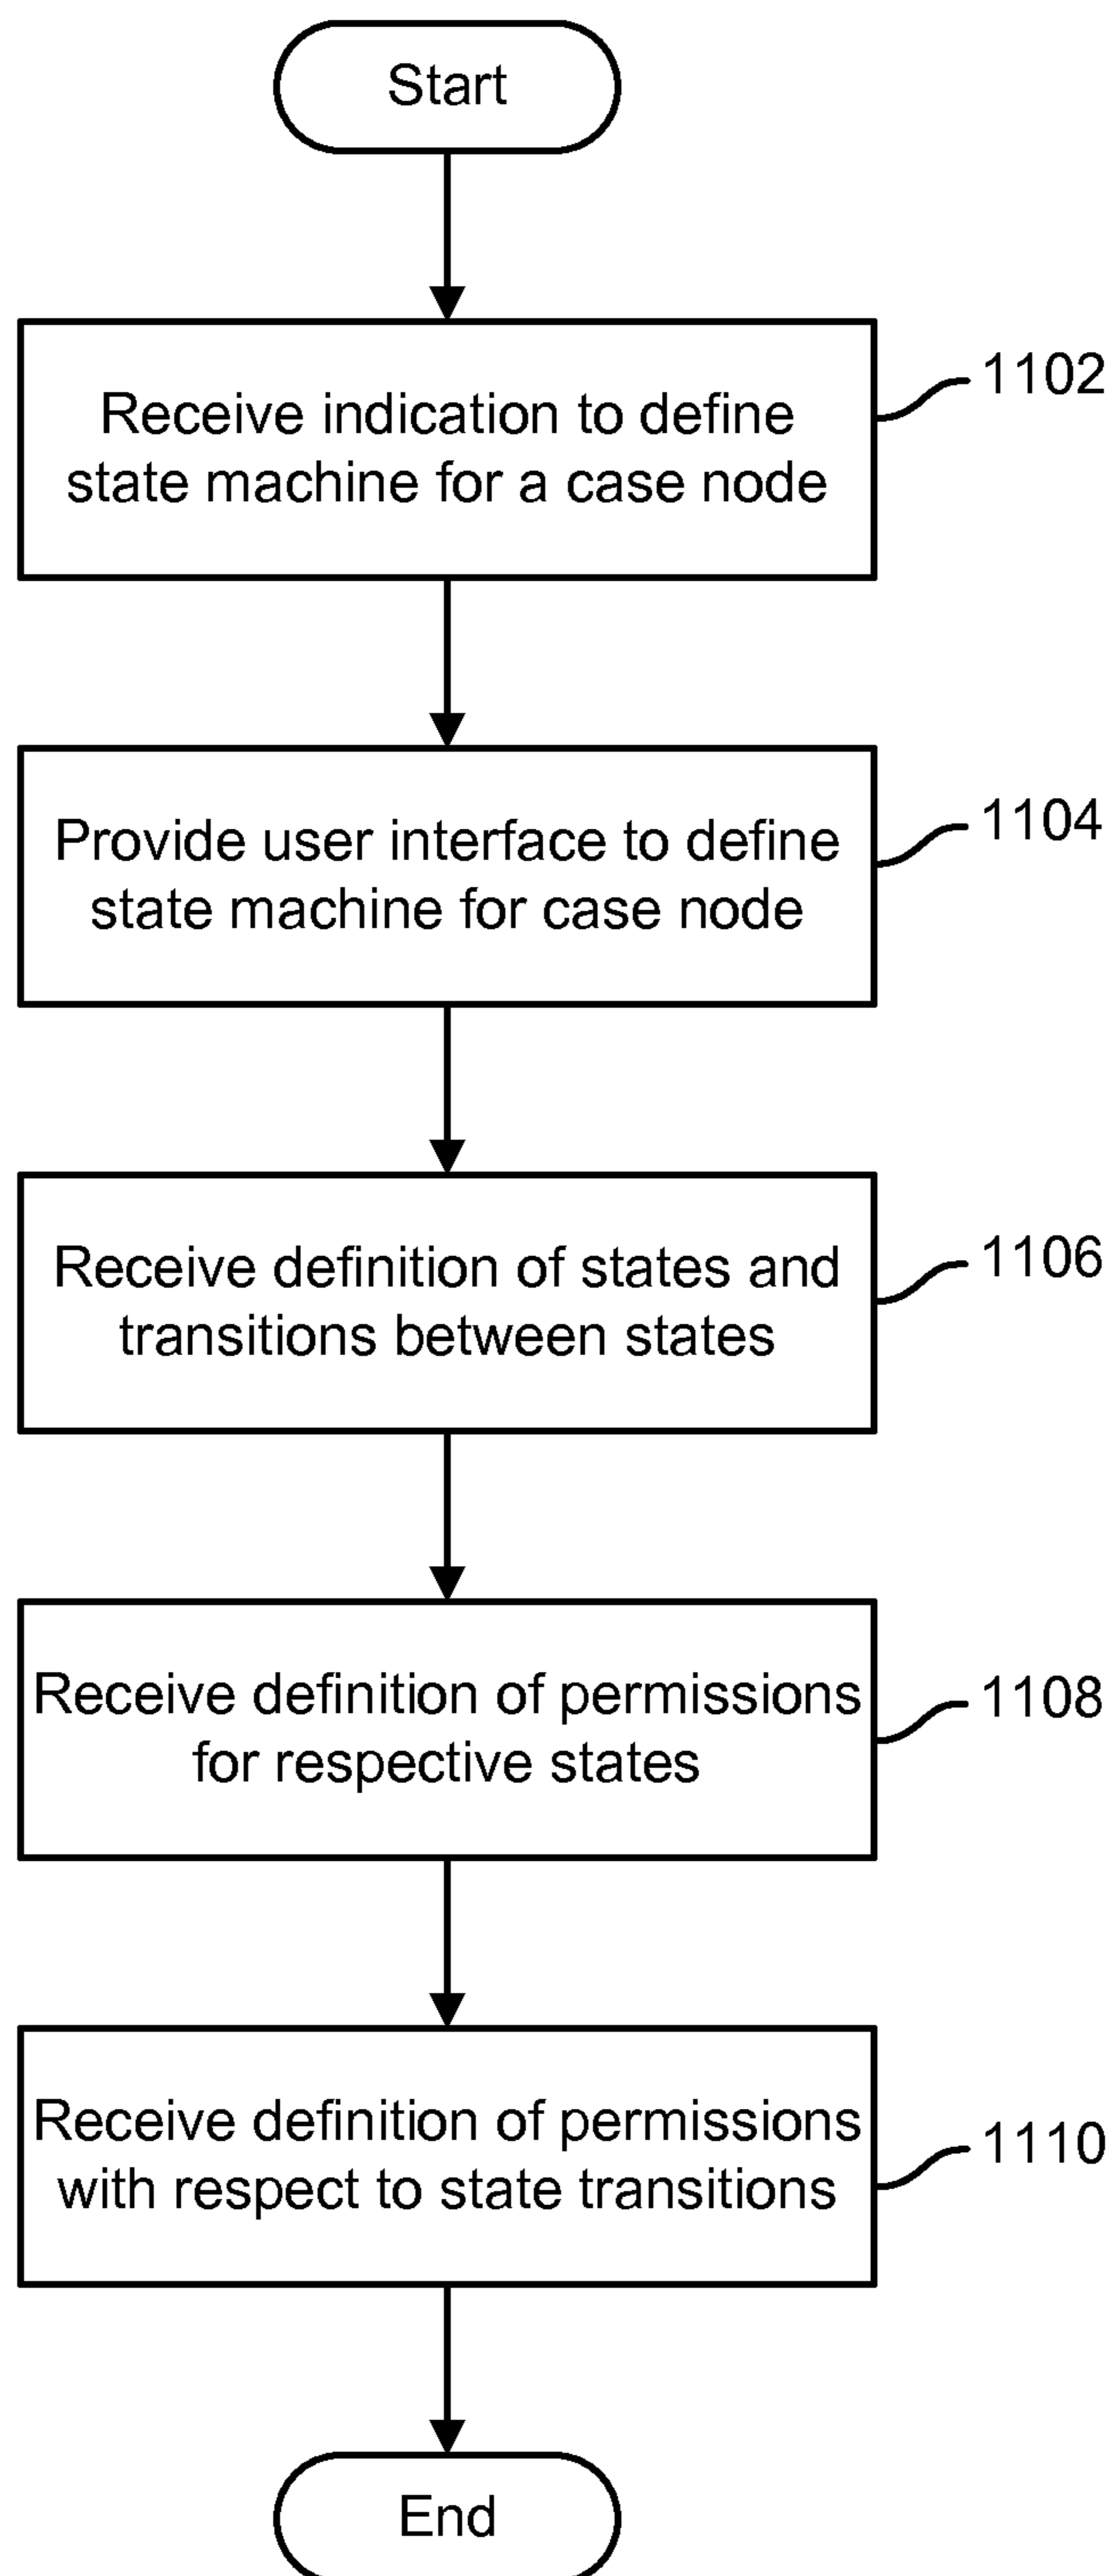 Start
Receive indication to define
state machine for a case node
1102
Provide user interface to define
state machine for case node
1104
Receive definition of states and
transitions between states
1106
Receive definition of permissions
for respective states
1108
Receive definition of permissions
with respect to state transitions
1110
End